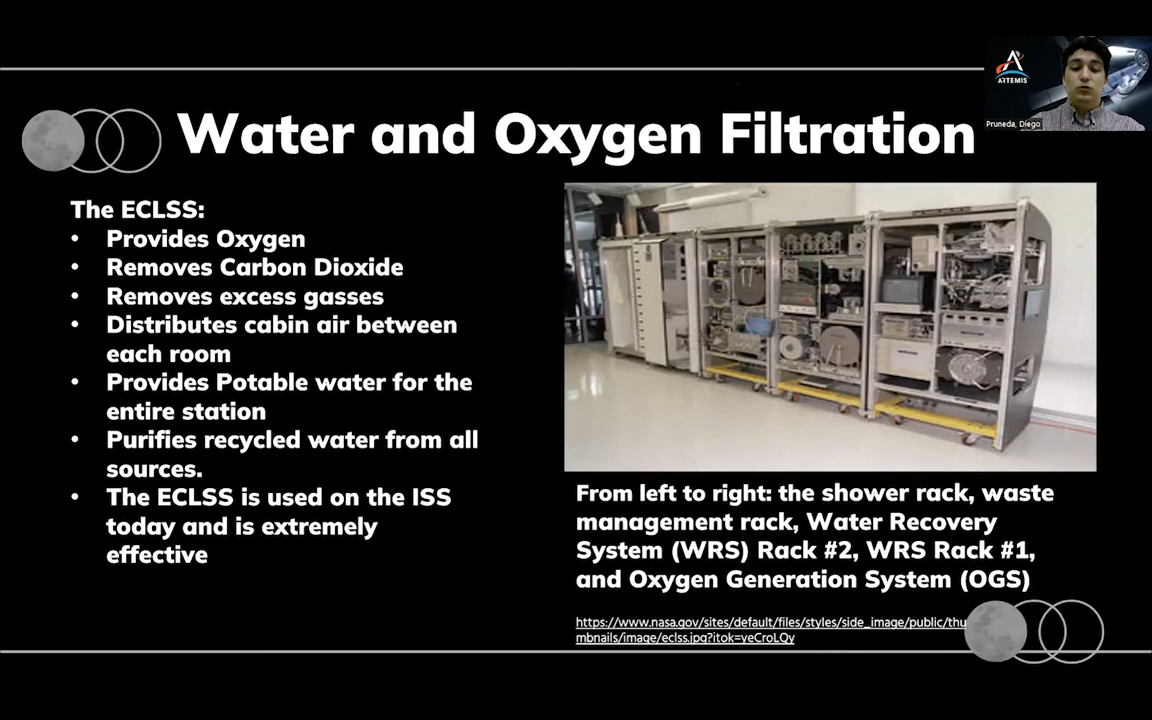 ARTEMIS
Pruneda, Diego
Water and Oxygen Filtration
The ECLSS:
• Provides Oxygen
• Removes Carbon Dioxide
• Removes excess gasses
• Distributes cabin air between
each room
• Provides Potable water for the
entire station
• Purifies recycled water from all
sources.
• The ECLSS is used on the ISS
today and is extremely
effective
From left to right: the shower rack, waste
management rack, Water Recovery
System (WRS) Rack #2, WRS Rack #1,
and Oxygen Generation System (OGS)
https://www.nasa.gov/sites/default/files/styles/side_image/public/thu
mbnails/image/eclss.jpg?itok=yeCroLQv